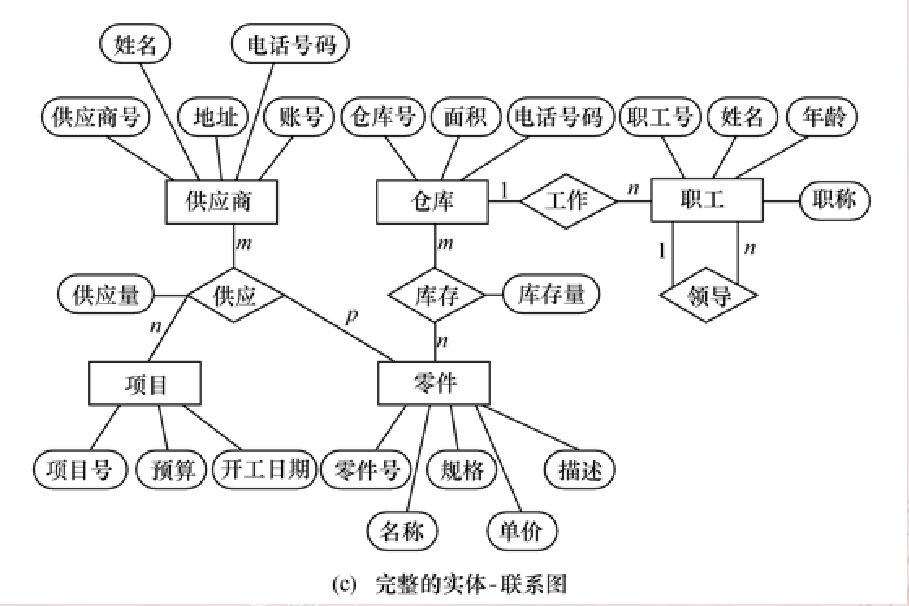 姓名 电话号码
供应商号 地址 账号 仓库号 面积 电话号码 职工号 姓名 年龄
供应商 仓库 1 工作 n 职工 职称
m m 1 n
供应量 供应 库存 库存量 领导
n p n
项目 零件
项目号 预算 开工日期 零件号 规格 描述
名称 单价
(c) 完整的实体-联系图